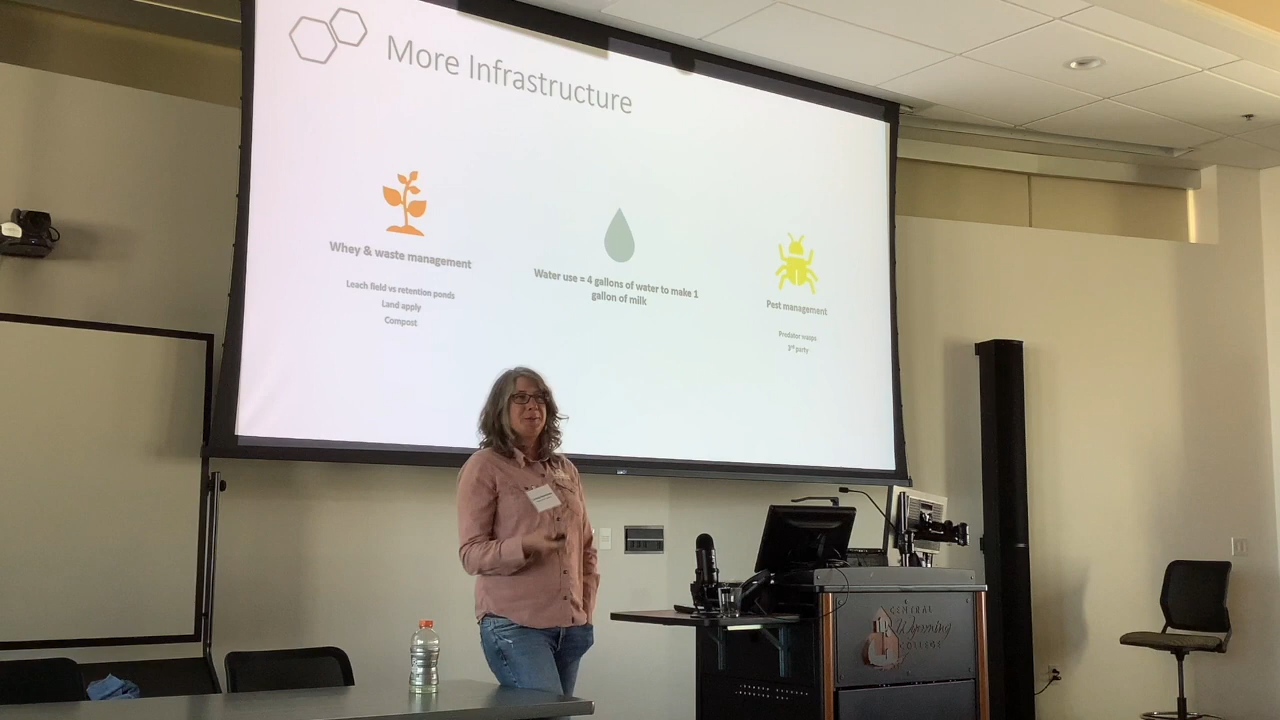 More Infrastructure
Whey & waste management
Leach field vs retention ponds
Land apply
Compost
Water use = 4 gallons of water to make 1
gallon of milk
Pest management
Predator wasps
3rd party
CENTRAL
Wyoming
COLLEGE